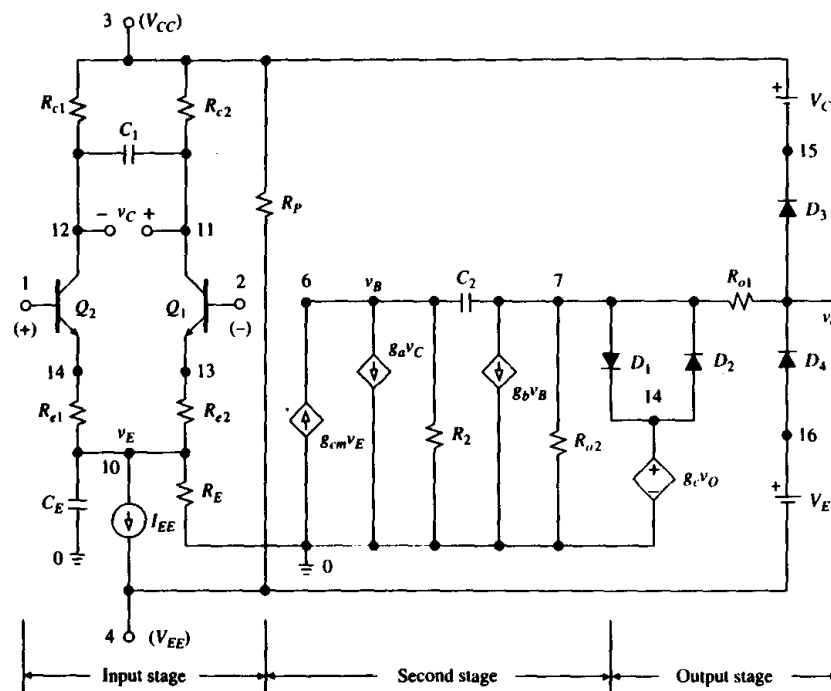 3 (V_CC)
R_c1
R_c2
C_1
V_C
15
R_P
D_3
12
− v_C +
11
1
(+)
Q_2
Q_1
2
(−)
6
v_B
C_2
7
R_o1
g_a v_C
g_b v_B
D_1
D_2
D_4
14
13
14
R_e1
R_e2
g_cm v_E
R_2
R_o2
16
v_E
10
C_E
I_EE
R_E
+
−
g_c v_O
+
V_E
0
0
4 (V_EE)
Input stage
Second stage
Output stage